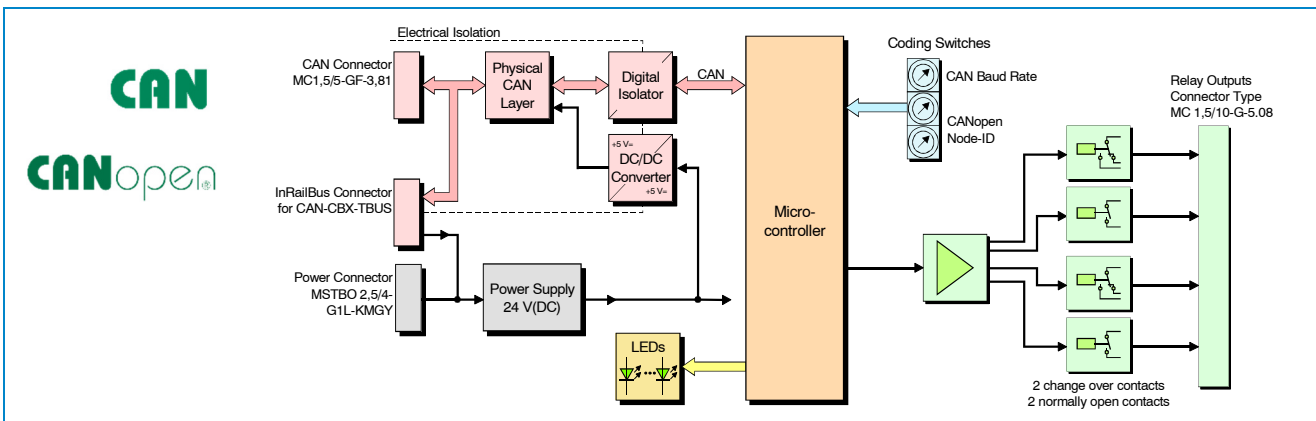 CAN
CANopen®
Electrical Isolation
CAN Connector
MC1,5/5-GF-3,81
Physical
CAN
Layer
Digital
Isolator
CAN
+5 V=
DC/DC
Converter
+5 V=
InRailBus Connector
for CAN-CBX-TBUS
Power Connector
MSTBO 2,5/4-
G1L-KMGY
Power Supply
24 V(DC)
LEDs
Micro-
controller
Coding Switches
CAN Baud Rate
CANopen
Node-ID
Relay Outputs
Connector Type
MC 1,5/10-G-5.08
2 change over contacts
2 normally open contacts